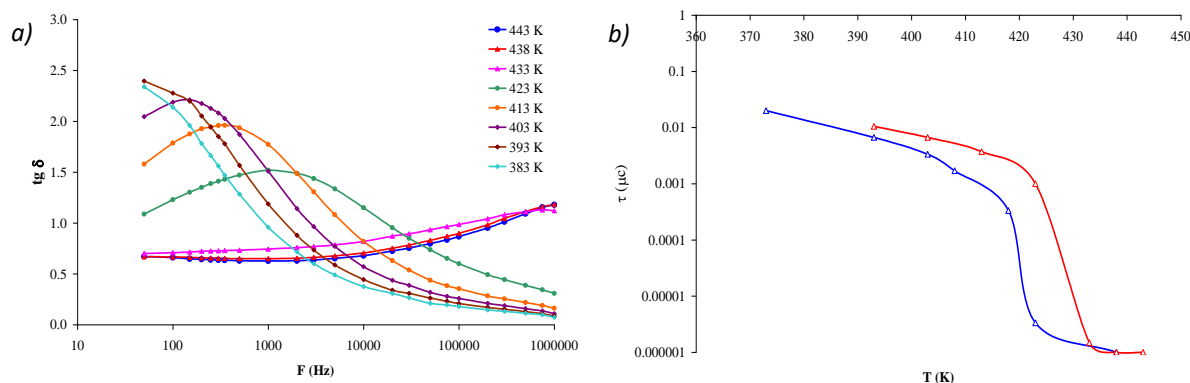 a)
tg δ
3.0
2.5
2.0
1.5
1.0
0.5
0.0
10 100 1000 10000 100000 1000000
F (Hz)
443 K
438 K
433 K
423 K
413 K
403 K
393 K
383 K
b)
τ (μc)
1
0.1
0.01
0.001
0.0001
0.00001
0.000001
360 370 380 390 400 410 420 430 440 450
T (K)